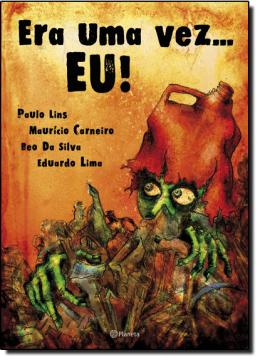 Era Uma vez...
EU!
Paulo Lins
Maurício Carneiro
Beo Da Silva
Eduardo Lima
Planeta